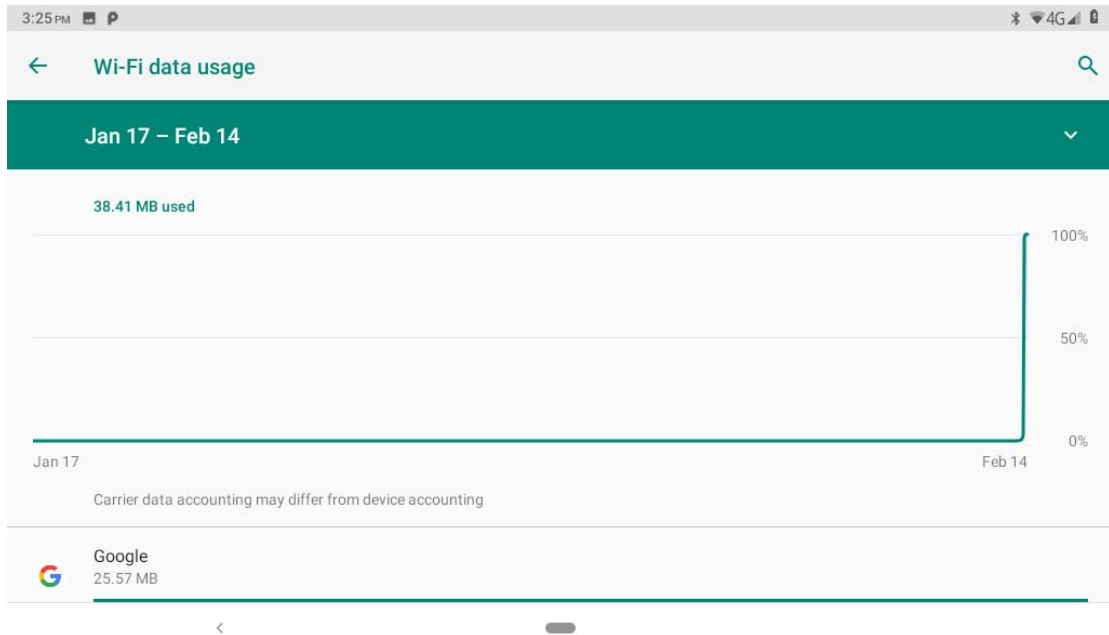 3:25 PM 4G
Wi-Fi data usage
Jan 17 – Feb 14
38.41 MB used
100%
50%
0%
Jan 17 Feb 14
Carrier data accounting may differ from device accounting
Google
25.57 MB